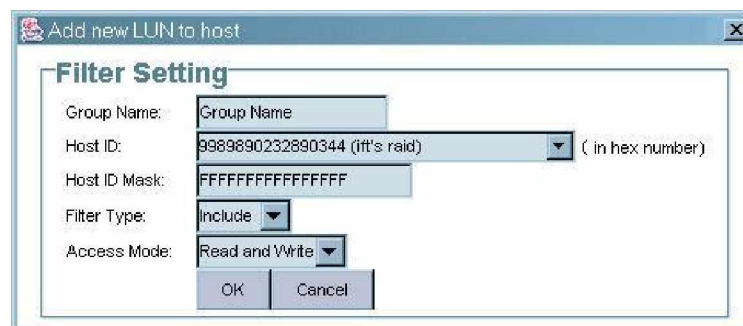 Add new LUN to host
Filter Setting
Group Name: Group Name
Host ID: 9989890232890344 (ift's raid) ( in hex number)
Host ID Mask: FFFFFFFFFFFFFFFF
Filter Type: Include
Access Mode: Read and Write
OK Cancel